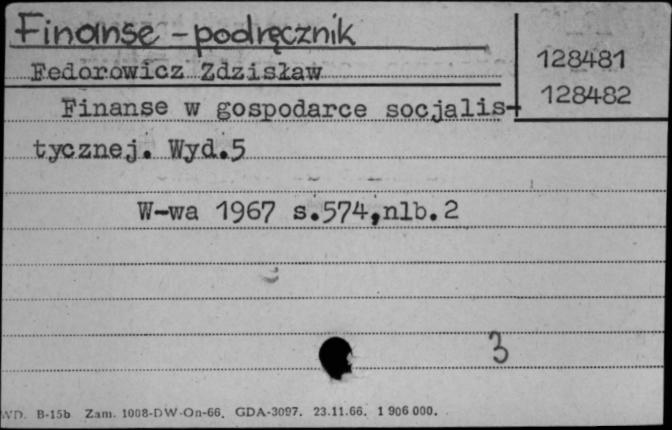 Finanse - podręcznik
128481
Fedorowicz Zdzisław
128482
Finanse w gospodarce socjalis-
tycznej. Wyd.5
W-wa 1967 s.574,nlb.2
3
WD. B-15b Zam. 1008-DW-On-66. GDA-3097. 23.11.66. 1 906 000.